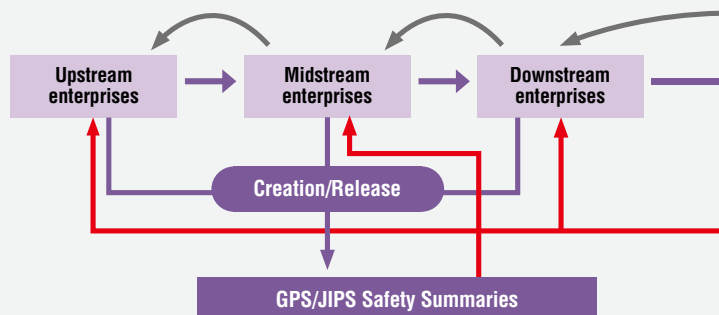 Upstream
enterprises
Midstream
enterprises
Downstream
enterprises
Creation/Release
GPS/JIPS Safety Summaries